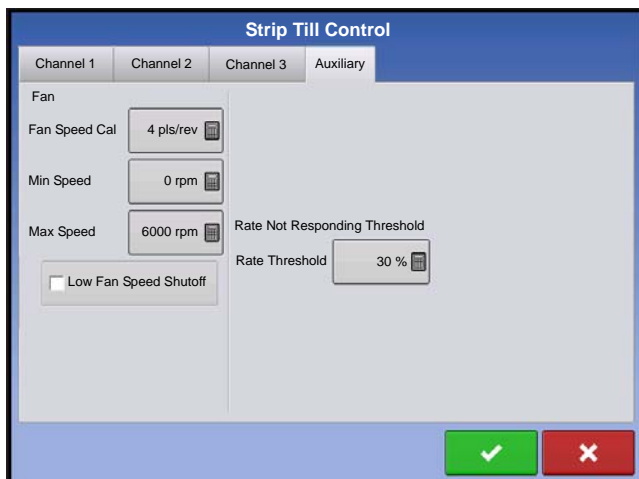 Strip Till Control
Channel 1
Channel 2
Channel 3
Auxiliary
Fan
Fan Speed Cal
4 pls/rev
Min Speed
0 rpm
Max Speed
6000 rpm
Low Fan Speed Shutoff
Rate Not Responding Threshold
Rate Threshold
30 %